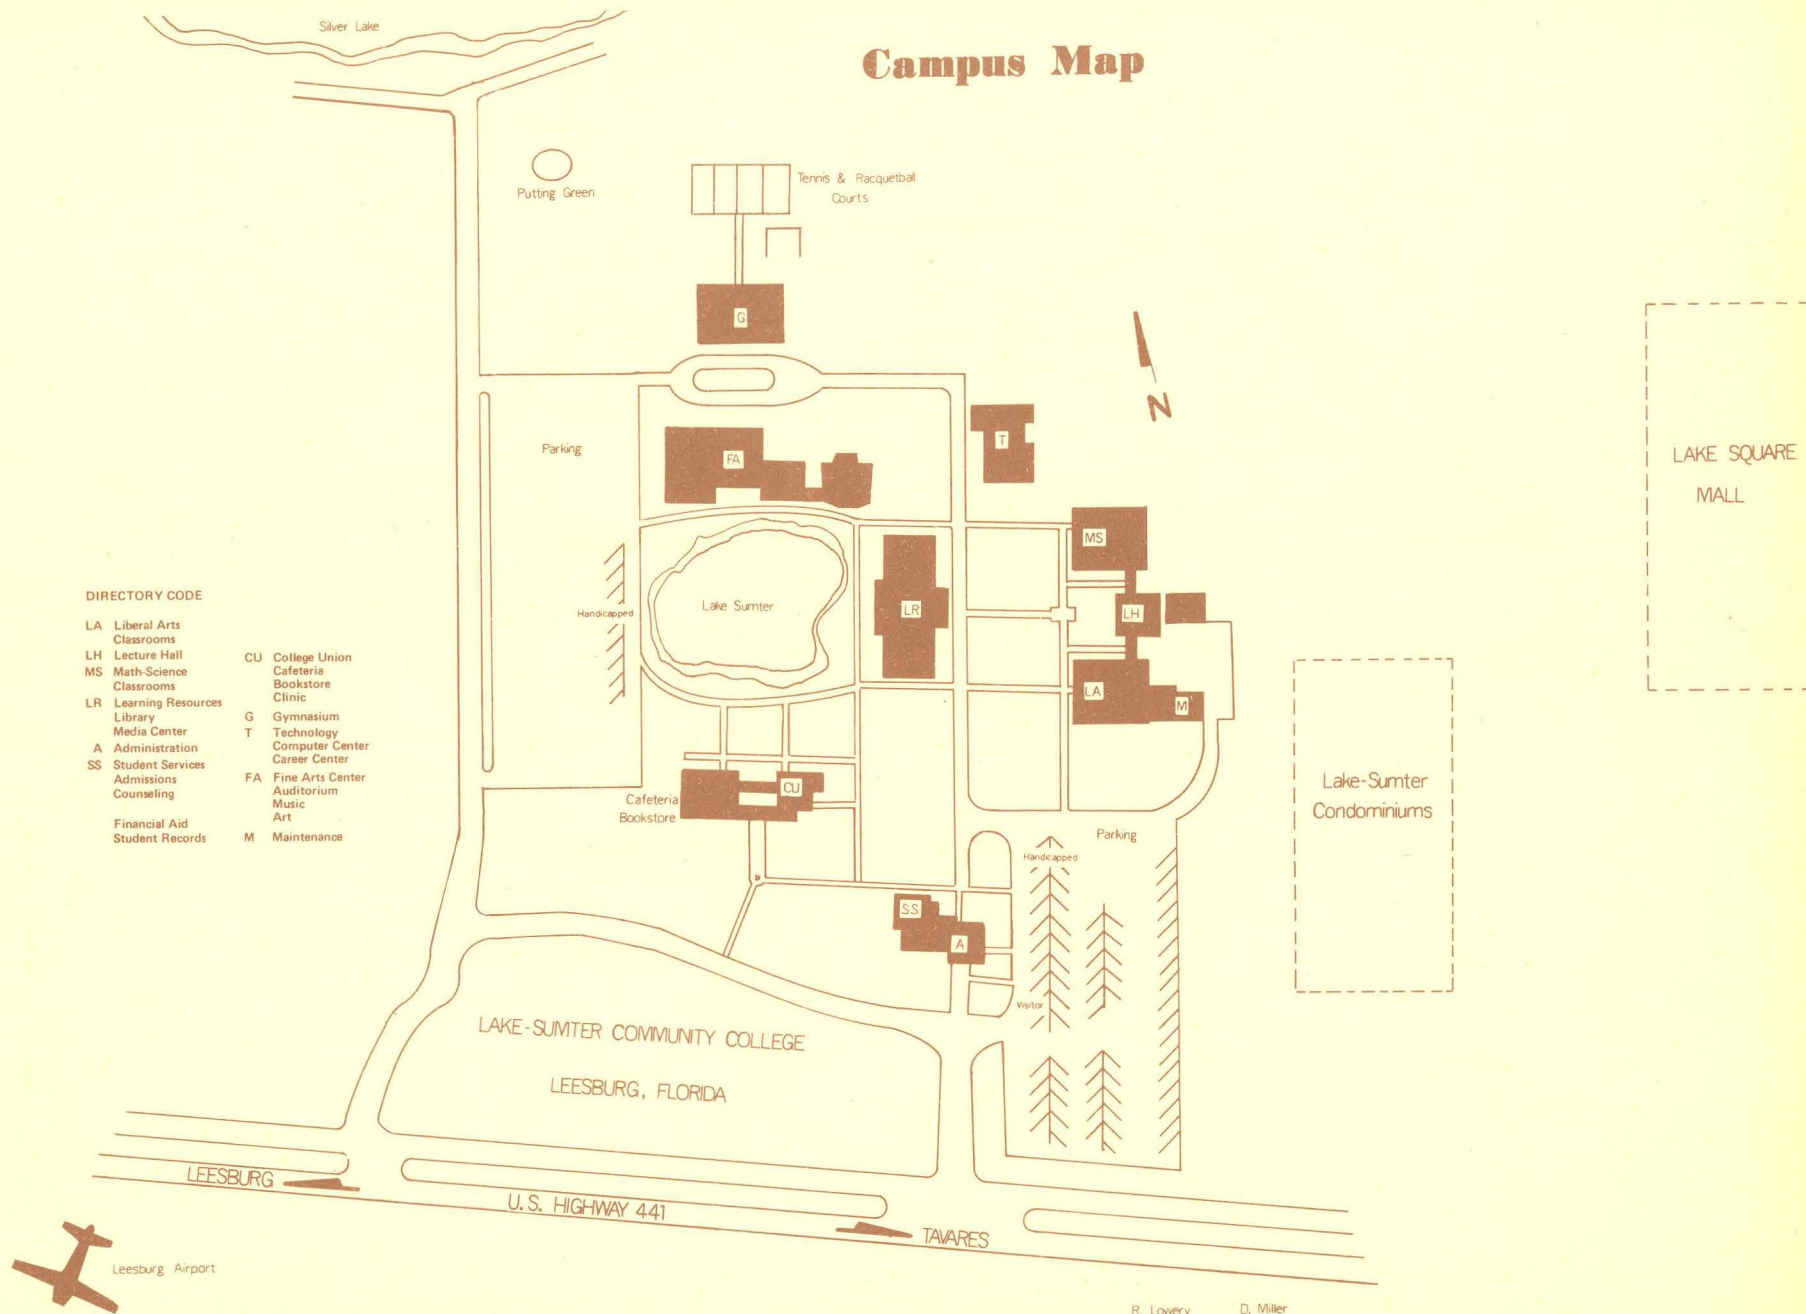 Silver Lake
Campus Map
Putting Green
Tennis & Racquetball
Courts
G
N
Parking
FA
T
LAKE SQUARE
MALL
MS
Handicapped
Lake Sumter
LR
LH
LA
M
DIRECTORY CODE
LA Liberal Arts
Classrooms
LH Lecture Hall
MS Math-Science
Classrooms
LR Learning Resources
Library
Media Center
A Administration
SS Student Services
Admissions
Counseling
Financial Aid
Student Records
CU College Union
Cafeteria
Bookstore
Clinic
G Gymnasium
T Technology
Computer Center
Career Center
FA Fine Arts Center
Auditorium
Music
Art
M Maintenance
Cafeteria
Bookstore
CU
Lake-Sumter
Condominiums
Parking
Handicapped
SS
A
Visitor
LAKE-SUMTER COMMUNITY COLLEGE
LEESBURG, FLORIDA
LEESBURG
U.S. HIGHWAY 441
TAVARES
Leesburg Airport
R. Lowery D. Miller